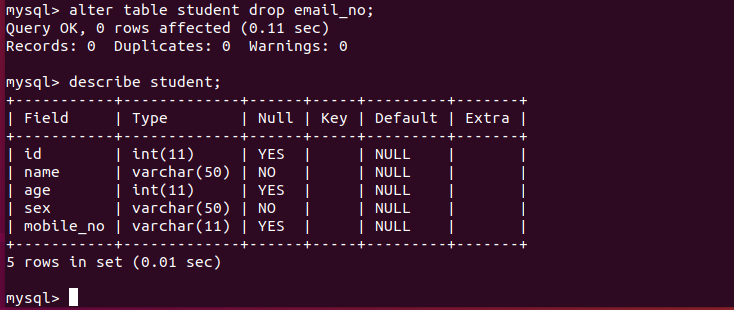 mysql> alter table student drop email_no;
Query OK, 0 rows affected (0.11 sec)
Records: 0  Duplicates: 0  Warnings: 0

mysql> describe student;
+-----------+-------------+------+-----+---------+-------+
| Field     | Type        | Null | Key | Default | Extra |
+-----------+-------------+------+-----+---------+-------+
| id        | int(11)     | YES  |     | NULL    |       |
| name      | varchar(50) | NO   |     | NULL    |       |
| age       | int(11)     | YES  |     | NULL    |       |
| sex       | varchar(50) | NO   |     | NULL    |       |
| mobile_no | varchar(11) | YES  |     | NULL    |       |
+-----------+-------------+------+-----+---------+-------+
5 rows in set (0.01 sec)

mysql>